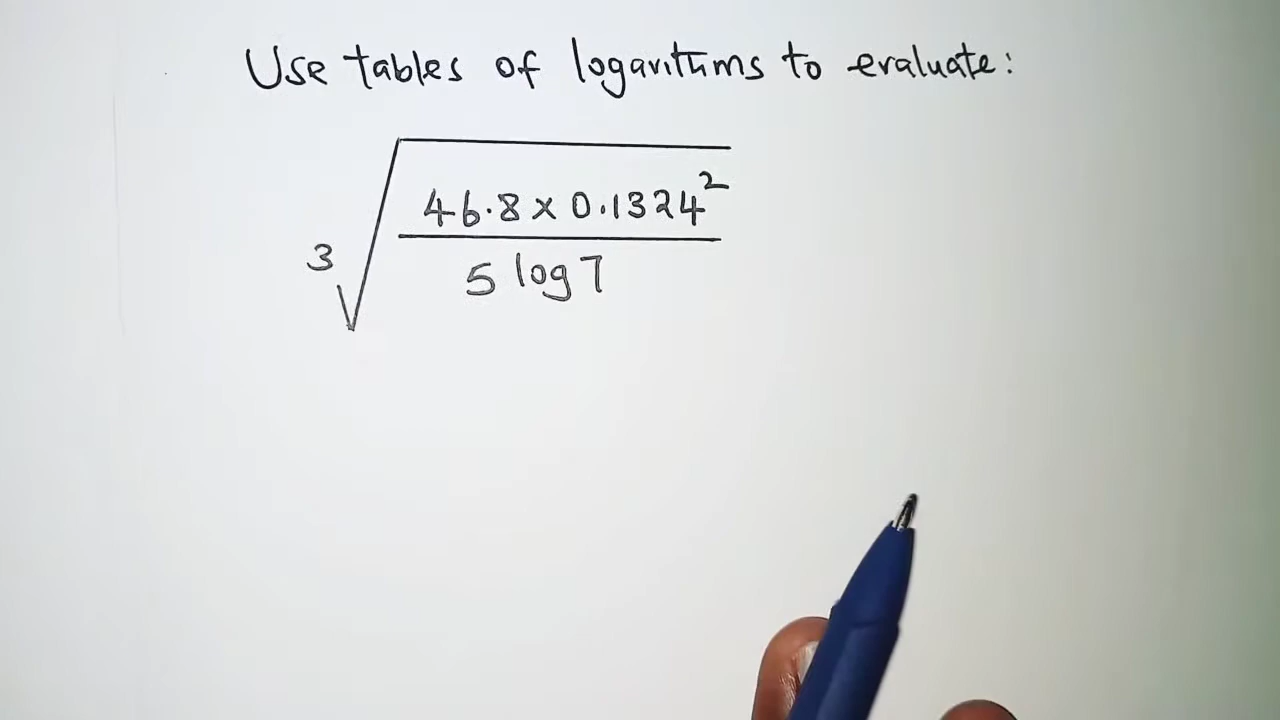 Use tables of logarithms to evaluate:
3√
46.8 × 0.1324²
5 log 7